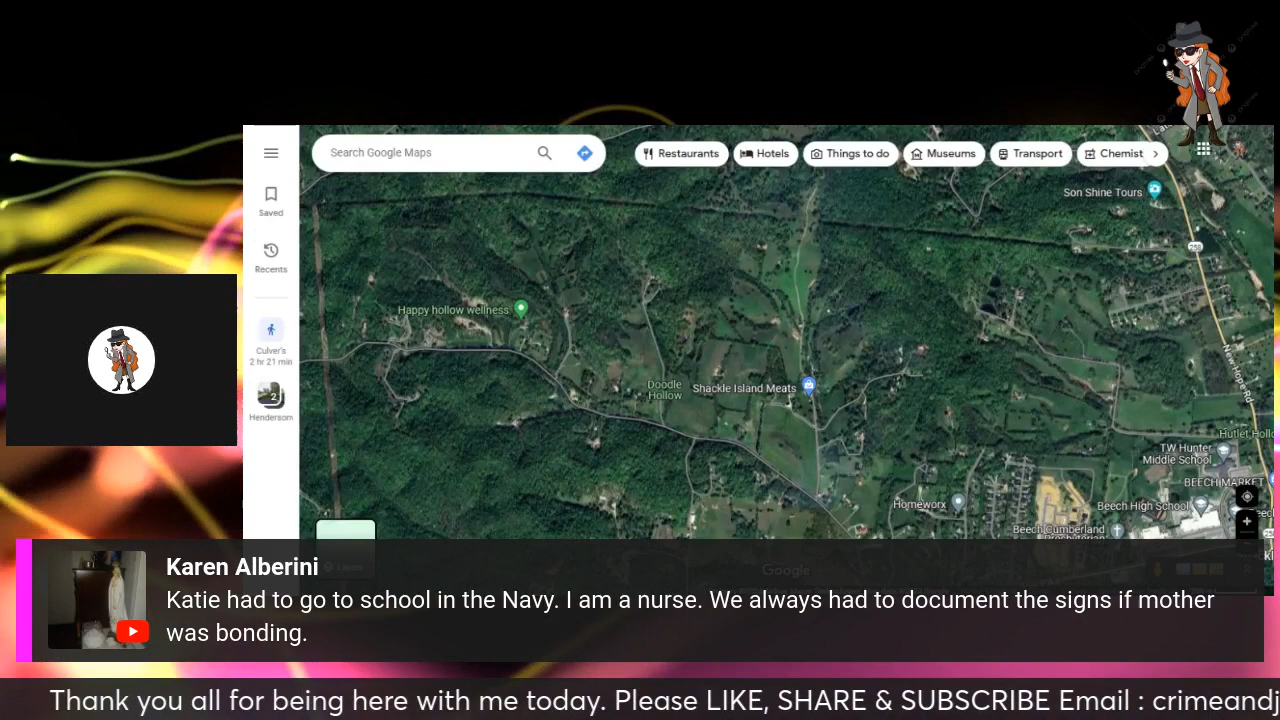 Search Google Maps
Restaurants
Hotels
Things to do
Museums
Transport
Chemist
Saved
Recents
Culver's
2 hr 21 min
Henderson
2
Son Shine Tours
258
Happy hollow wellness
Doodle
Hollow
Shackle Island Meats
New Hope Rd
Hutlet Hollo
TW Hunter
Middle School
BEECH MARKET
Homeworx
Beech High School
Beech Cumberland
Presbyterian
Google
Karen Alberini
Katie had to go to school in the Navy. I am a nurse. We always had to document the signs if mother
was bonding.
Thank you all for being here with me today. Please LIKE, SHARE & SUBSCRIBE Email : crimeandj